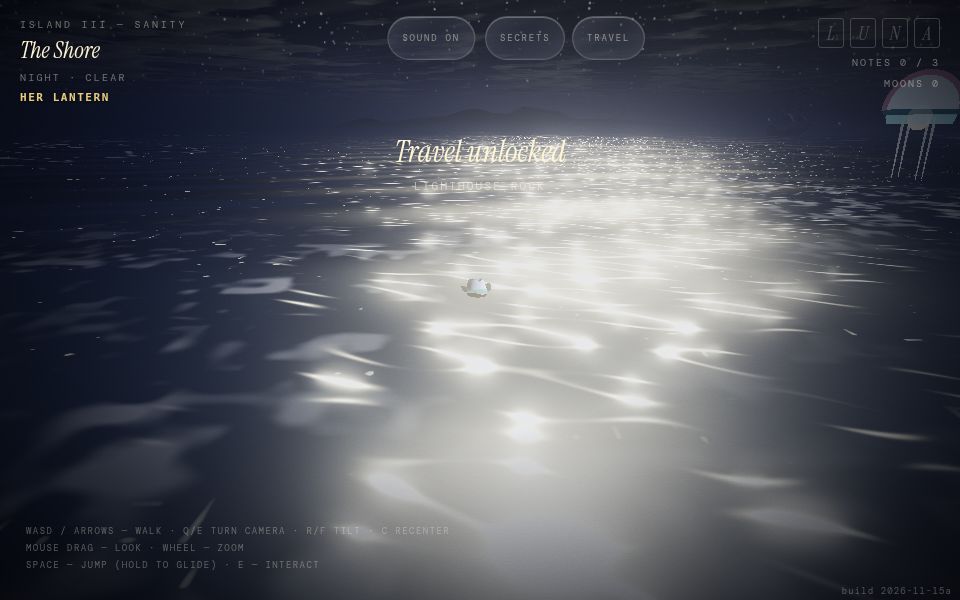 ISLAND III — SANITY
The Shore
NIGHT · CLEAR
HER LANTERN
SOUND ON
SECRETS
TRAVEL
L U N A
NOTES 0 / 3
MOONS 0
Travel unlocked
LIGHTHOUSE ROCK
WASD / ARROWS — WALK · Q/E TURN CAMERA · R/F TILT · C RECENTER
MOUSE DRAG — LOOK · WHEEL — ZOOM
SPACE — JUMP (HOLD TO GLIDE) · E — INTERACT
build 2026-11-15a